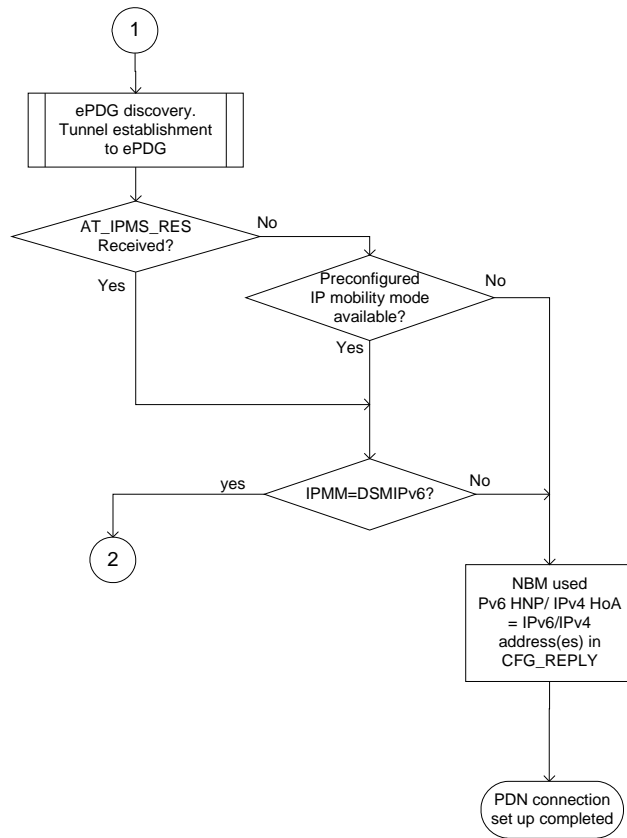 1
ePDG discovery.
Tunnel establishment
to ePDG
AT_IPMS_RES
Received?
No
Yes
Preconfigured
IP mobility mode
available?
No
Yes
IPMM=DSMIPv6?
yes
No
2
NBM used
Pv6 HNP/ IPv4 HoA
= IPv6/IPv4
address(es) in
CFG_REPLY
PDN connection
set up completed